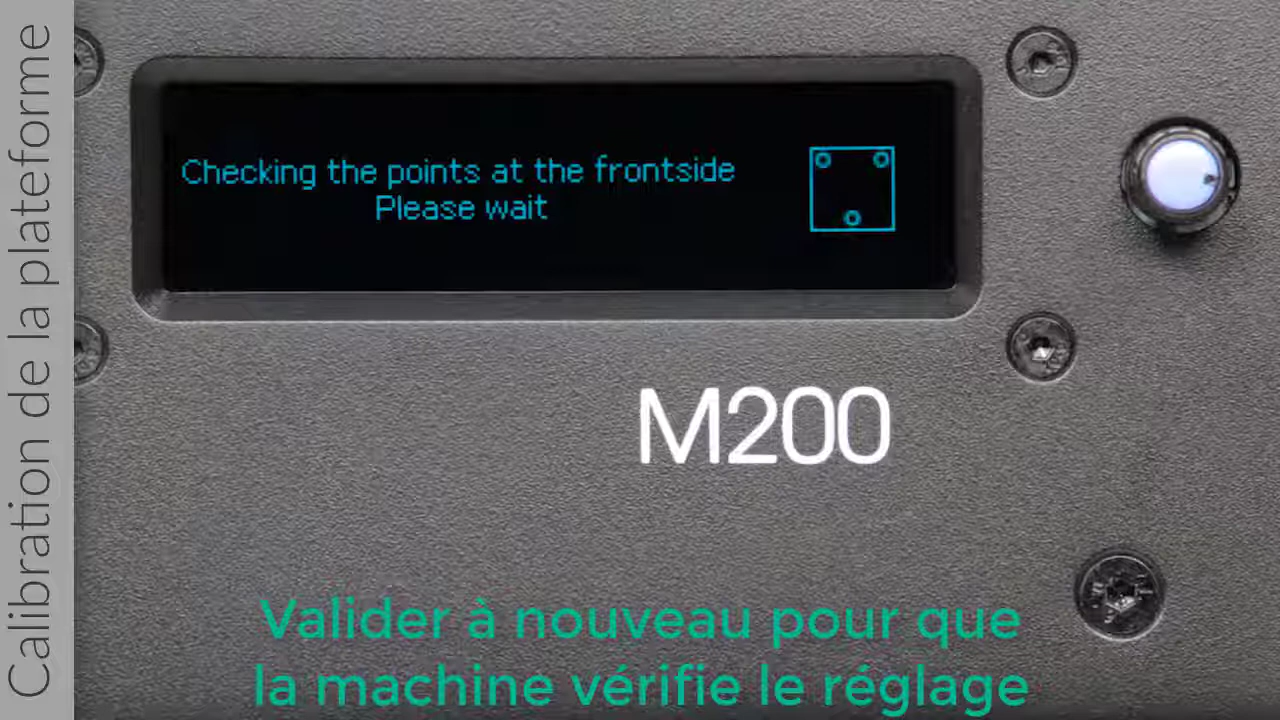 Calibration de la plateforme
Checking the points at the frontside
Please wait
M200
Valider à nouveau pour que
la machine vérifie le réglage